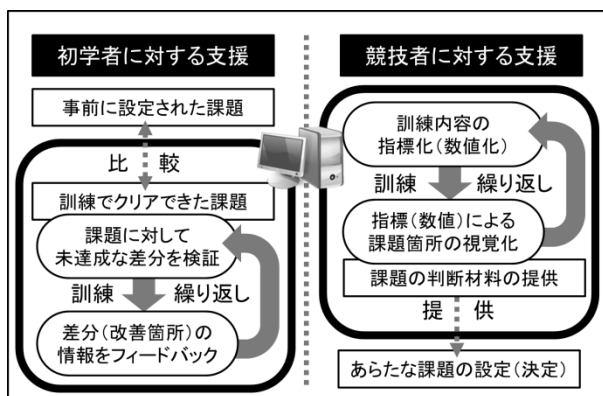 初学者に対する支援
事前に設定された課題
比較
訓練でクリアできた課題
課題に対して
未達成な差分を検証
訓練 繰り返し
差分(改善箇所)の
情報をフィードバック
競技者に対する支援
訓練内容の
指標化(数値化)
訓練 繰り返し
指標(数値)による
課題箇所の視覚化
課題の判断材料の提供
提供
あらたな課題の設定(決定)